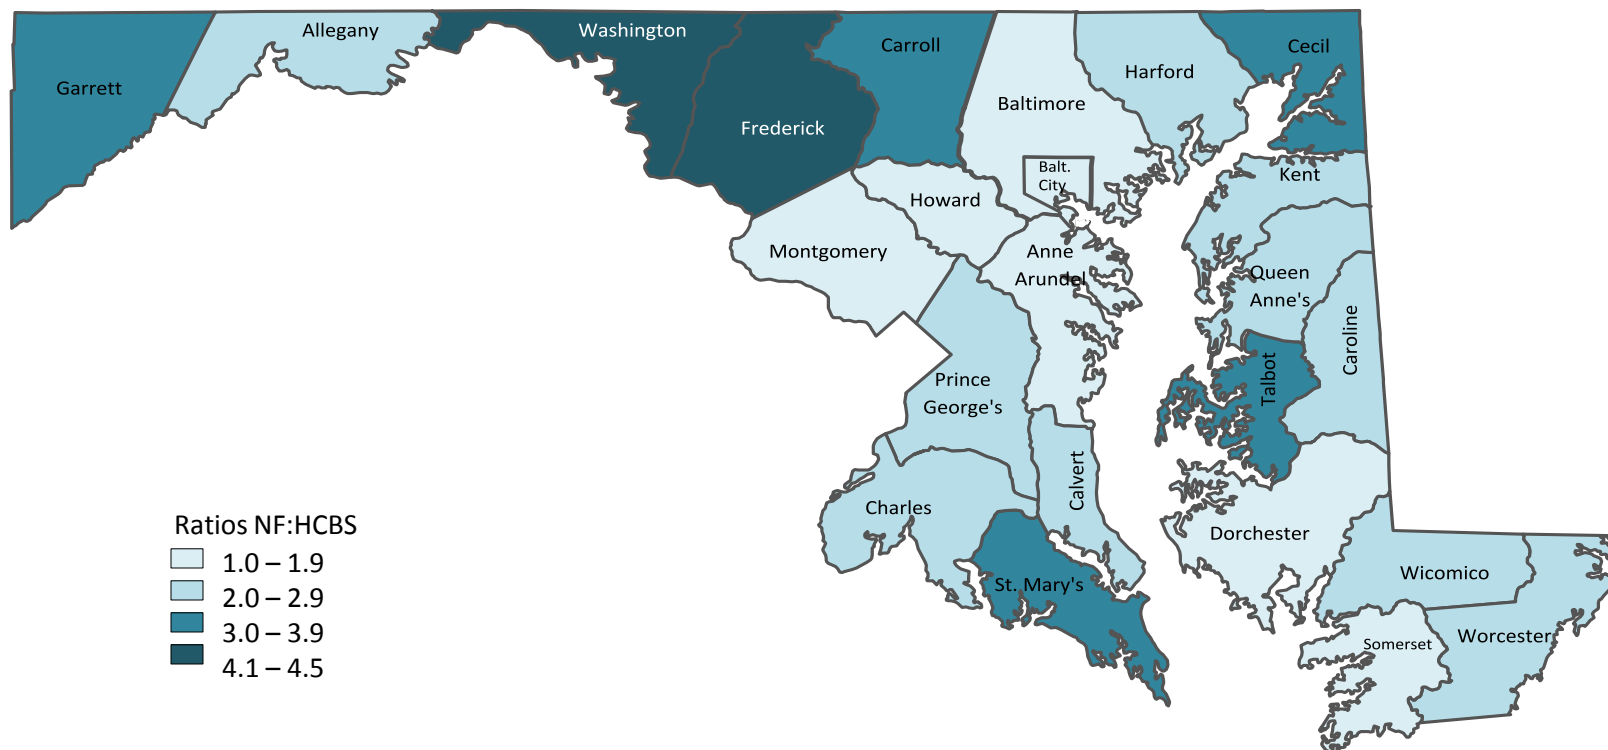 Allegany
Washington
Carroll
Cecil
Garrett
Harford
Baltimore
Frederick
Balt.
City
Kent
Howard
Montgomery
Anne
Arundel
Queen
Anne's
Caroline
Talbot
Prince
George's
Calvert
Charles
Dorchester
St. Mary's
Wicomico
Somerset
Worcester
Ratios NF:HCBS
1.0 – 1.9
2.0 – 2.9
3.0 – 3.9
4.1 – 4.5